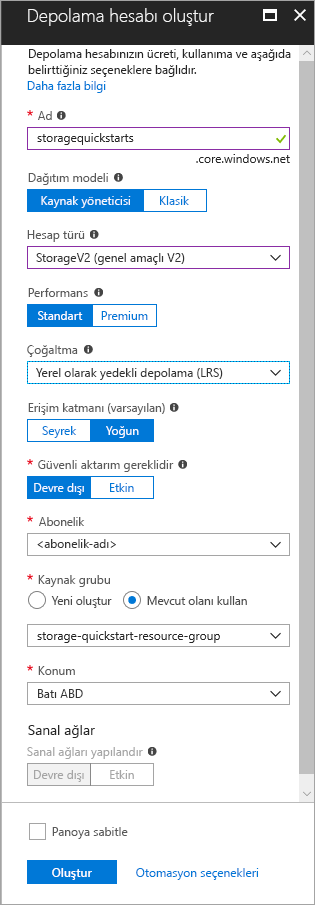 Depolama hesabı oluştur
Depolama hesabınızın ücreti, kullanıma ve aşağıda
belirttiğiniz seçeneklere bağlıdır.
Daha fazla bilgi
* Ad
storagequickstarts
.core.windows.net
Dağıtım modeli
Kaynak yöneticisi Klasik
Hesap türü
StorageV2 (genel amaçlı V2)
Performans
Standart Premium
Çoğaltma
Yerel olarak yedekli depolama (LRS)
Erişim katmanı (varsayılan)
Seyrek Yoğun
* Güvenli aktarım gereklidir
Devre dışı Etkin
* Abonelik
<abonelik-adı>
* Kaynak grubu
Yeni oluştur Mevcut olanı kullan
storage-quickstart-resource-group
* Konum
Batı ABD
Sanal ağlar
Sanal ağları yapılandır
Devre dışı Etkin
Panoya sabitle
Oluştur Otomasyon seçenekleri